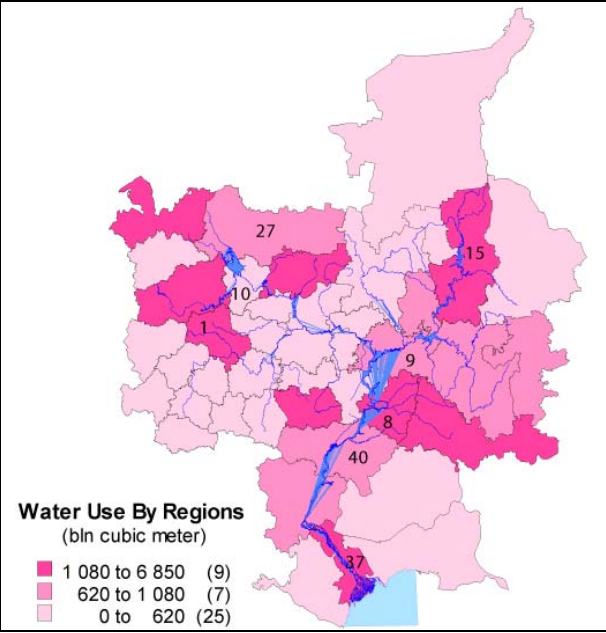 27
15
10
1
9
8
40
37
Water Use By Regions
(bln cubic meter)
1 080 to 6 850 (9)
620 to 1 080 (7)
0 to 620 (25)